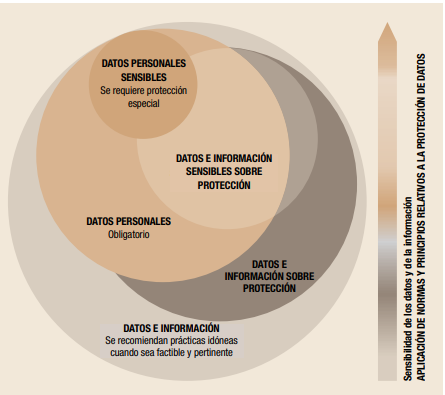 DATOS PERSONALES
SENSIBLES
Se requiere protección
especial
DATOS E INFORMACIÓN
SENSIBLES SOBRE
PROTECCIÓN
DATOS PERSONALES
Obligatorio
DATOS E
INFORMACIÓN SOBRE
PROTECCIÓN
DATOS E INFORMACIÓN
Se recomiendan prácticas idóneas
cuando sea factible y pertinente
Sensibilidad de los datos y de la información
APLICACIÓN DE NORMAS Y PRINCIPIOS RELATIVOS A LA PROTECCIÓN DE DATOS